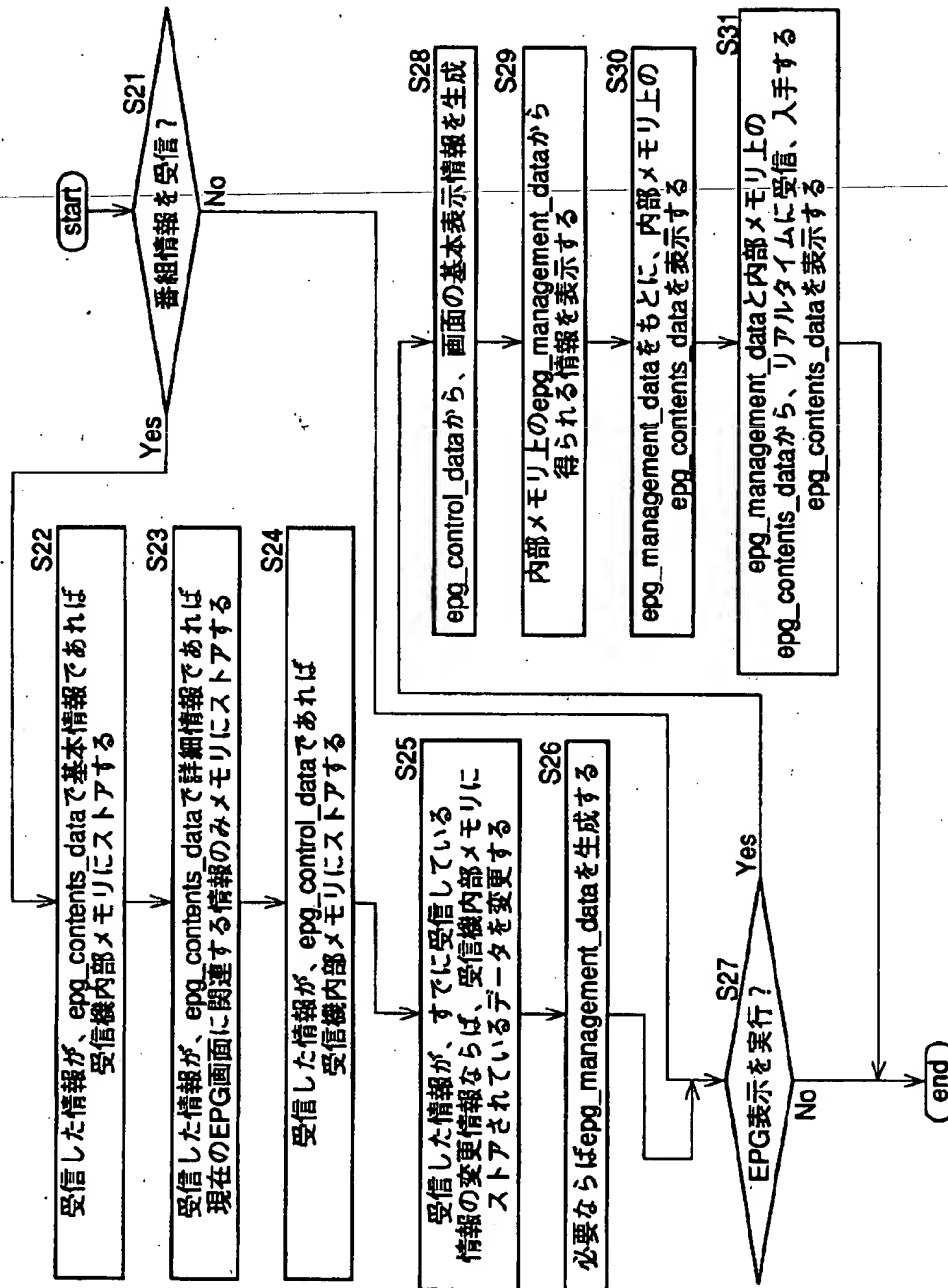 start
S21
番組情報を受信?
Yes
No
S22
受信した情報が、epg_contents_dataで基本情報であれば
受信機内部メモリにストアする
S23
受信した情報が、epg_contents_dataで詳細情報であれば
現在のEPG画面に関連する情報のみメモリにストアする
S24
受信した情報が、epg_control_dataであれば
受信機内部メモリにストアする
S25
受信した情報が、すでに受信している
情報の変更情報ならば、受信機内部メモリに
ストアされているデータを変更する
S26
必要ならばepg_management_dataを生成する
S27
EPG表示を実行?
Yes
No
S28
epg_control_dataから、画面の基本表示情報を生成
S29
内部メモリ上のepg_management_dataから
得られる情報を表示する
S30
epg_management_dataをもとに、内部メモリ上の
epg_contents_dataを表示する
S31
epg_management_dataと内部メモリ上の
epg_contents_dataから、リアルタイムに受信、入手する
epg_contents_dataを表示する
end